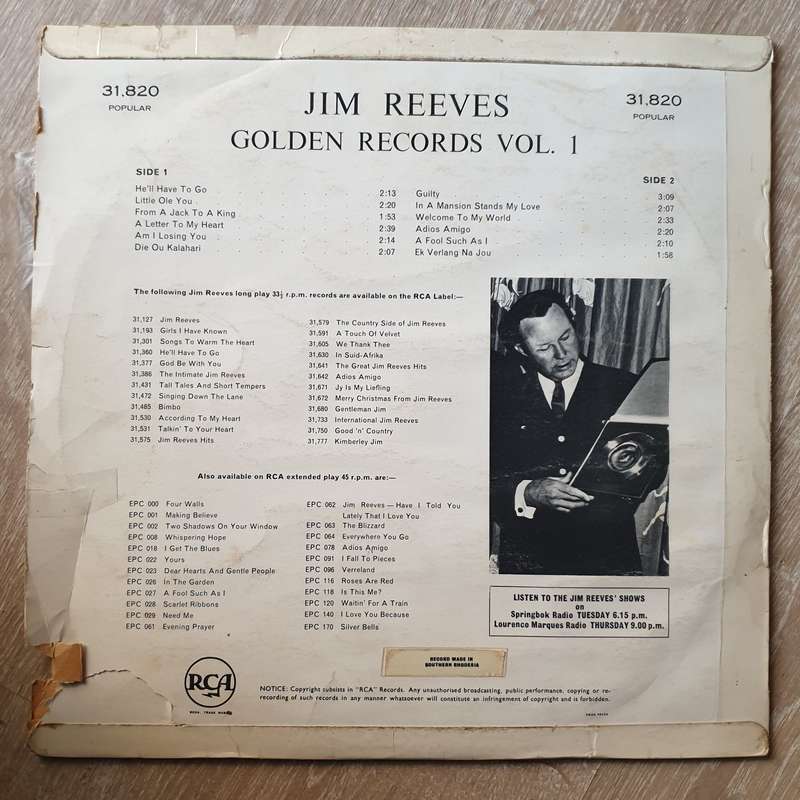 31,820
POPULAR
JIM REEVES
GOLDEN RECORDS VOL. 1
31,820
POPULAR
SIDE 1
He'll Have To Go 2:13
Little Ole You 2:20
From A Jack To A King 1:53
A Letter To My Heart 2:39
Am I Losing You 2:14
Die Ou Kalahari 2:07
SIDE 2
Guilty 3:09
In A Mansion Stands My Love 2:07
Welcome To My World 2:33
Adios Amigo 2:20
A Fool Such As I 2:10
Ek Verlang Na Jou 1:58
The following Jim Reeves long play 33⅓ r.p.m. records are available on the RCA Label:—
31,127 Jim Reeves
31,193 Girls I Have Known
31,301 Songs To Warm The Heart
31,360 He'll Have To Go
31,377 God Be With You
31,386 The Intimate Jim Reeves
31,431 Tall Tales And Short Tempers
31,472 Singing Down The Lane
31,485 Bimbo
31,530 According To My Heart
31,531 Talkin' To Your Heart
31,575 Jim Reeves Hits
31,579 The Country Side of Jim Reeves
31,591 A Touch Of Velvet
31,605 We Thank Thee
31,630 In Suid-Afrika
31,641 The Great Jim Reeves Hits
31,642 Adios Amigo
31,671 Jy Is My Liefling
31,672 Merry Christmas From Jim Reeves
31,680 Gentleman Jim
31,733 International Jim Reeves
31,750 Good 'n' Country
31,777 Kimberley Jim
Also available on RCA extended play 45 r.p.m. are:—
EPC 000 Four Walls
EPC 001 Making Believe
EPC 002 Two Shadows On Your Window
EPC 008 Whispering Hope
EPC 018 I Get The Blues
EPC 022 Yours
EPC 023 Dear Hearts And Gentle People
EPC 026 In The Garden
EPC 027 A Fool Such As I
EPC 028 Scarlet Ribbons
EPC 029 Need Me
EPC 061 Evening Prayer
EPC 062 Jim Reeves—Have I Told You
Lately That I Love You
EPC 063 The Blizzard
EPC 064 Everywhere You Go
EPC 078 Adios Amigo
EPC 091 I Fall To Pieces
EPC 096 Verreland
EPC 116 Roses Are Red
EPC 118 Is This Me?
EPC 120 Waitin' For A Train
EPC 140 I Love You Because
EPC 170 Silver Bells
LISTEN TO THE JIM REEVES' SHOWS
on
Springbok Radio TUESDAY 6.15 p.m.
Lourenco Marques Radio THURSDAY 9.00 p.m.
RECORD MADE IN
SOUTHERN RHODESIA
RCA
NOTICE: Copyright subsists in "RCA" Records. Any unauthorised broadcasting, public performance, copying or re-
recording of such records in any manner whatsoever will constitute an infringement of copyright and is forbidden.